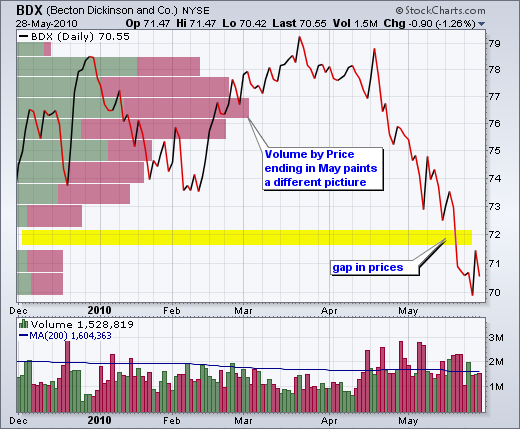 BDX (Becton Dickinson and Co.) NYSE © StockCharts.com
28-May-2010 Op 71.47 Hi 71.47 Lo 70.42 Last 70.55 Vol 1.5M Chg -0.90 (-1.26%)
BDX (Daily) 70.55
79
78
77
76
75
74
73
72
71
70
Volume by Price
ending in May paints
a different pictiure
gap in prices
Dec 2010 Feb Mar Apr May
Volume 1,528,819
MA(200) 1,604,363
3M
2M
1M
Dec 2010 Feb Mar Apr May